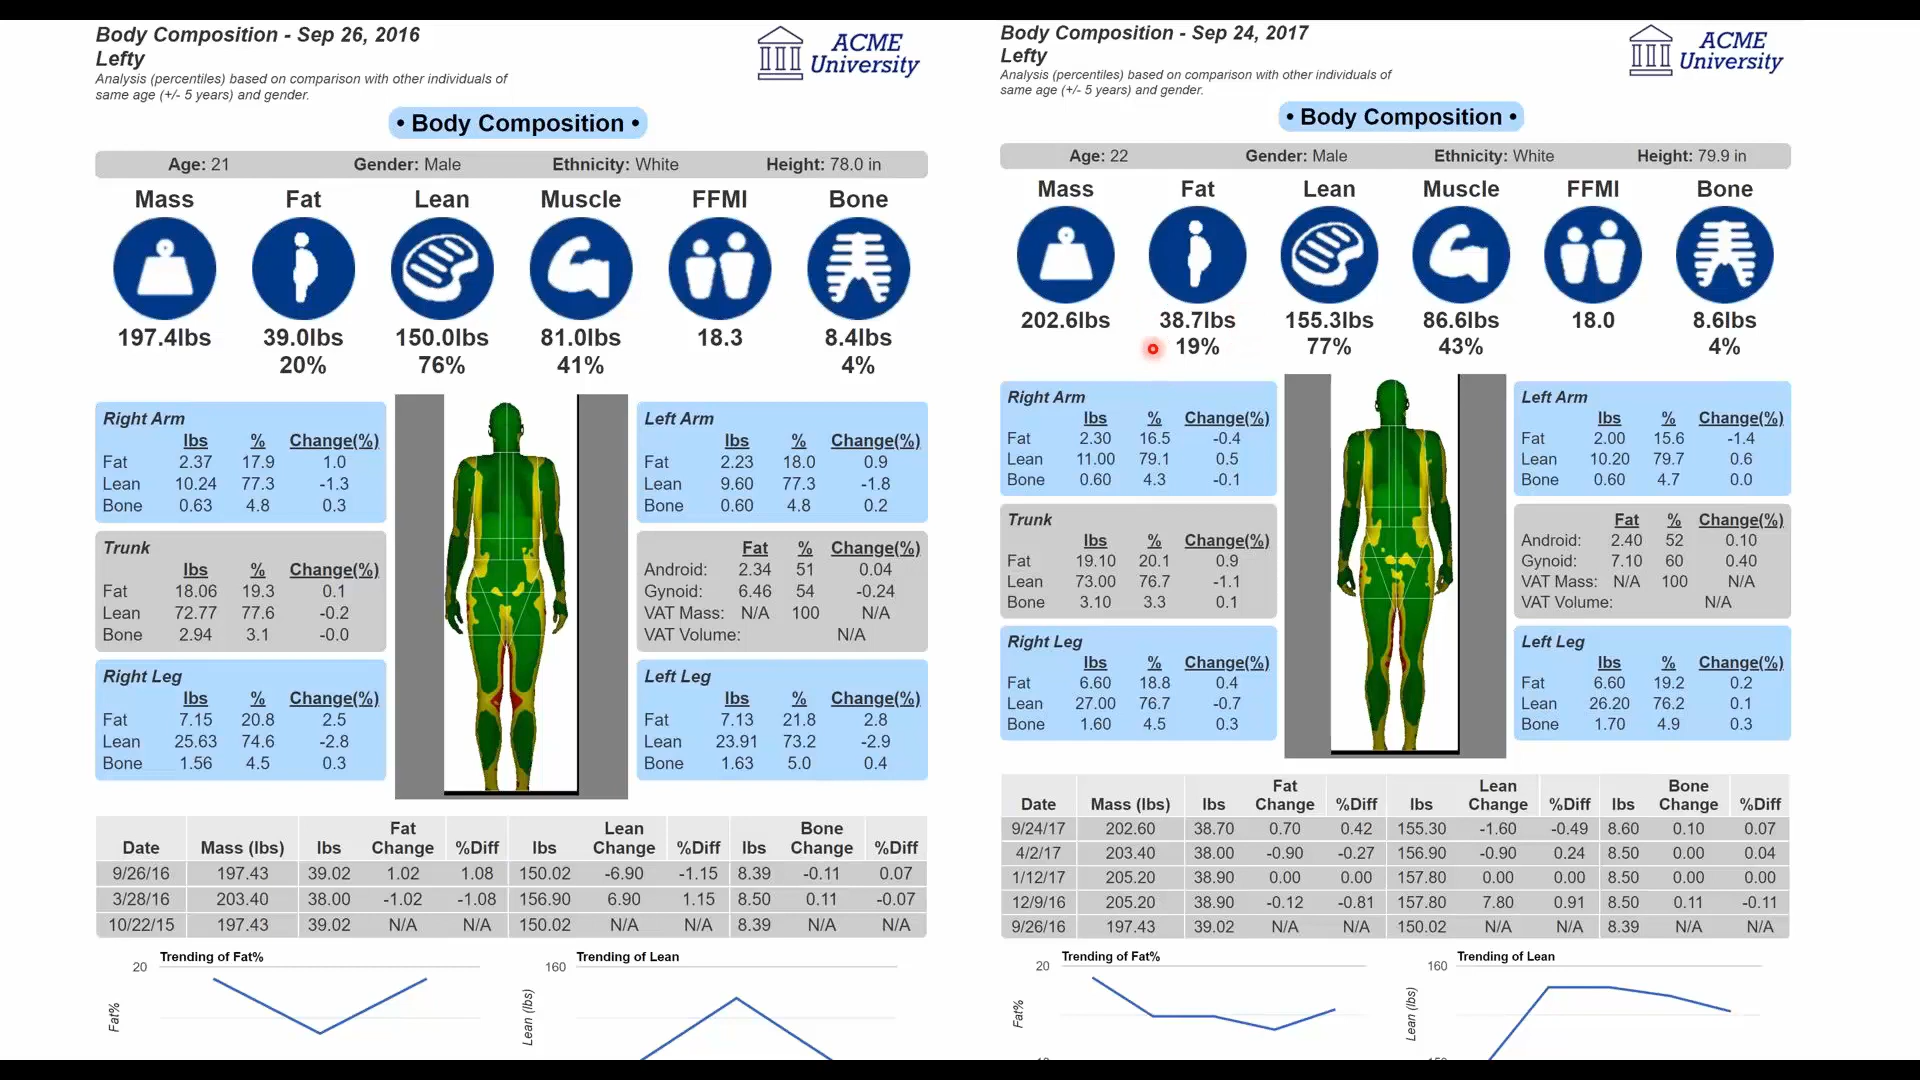 Body Composition - Sep 26, 2016
Lefty
Analysis (percentiles) based on comparison with other individuals of
same age (+/- 5 years) and gender.
ACME
University
• Body Composition •
Age: 21 Gender: Male Ethnicity: White Height: 78.0 in
Mass Fat Lean Muscle FFMI Bone
197.4lbs 39.0lbs 150.0lbs 81.0lbs 18.3 8.4lbs
20% 76% 41% 4%
Right Arm
lbs % Change(%)
Fat 2.37 17.9 1.0
Lean 10.24 77.3 -1.3
Bone 0.63 4.8 0.3
Left Arm
lbs % Change(%)
Fat 2.23 18.0 0.9
Lean 9.60 77.3 -1.8
Bone 0.60 4.8 0.2
Trunk
lbs % Change(%)
Fat 18.06 19.3 0.1
Lean 72.77 77.6 -0.2
Bone 2.94 3.1 -0.0
Fat % Change(%)
Android: 2.34 51 0.04
Gynoid: 6.46 54 -0.24
VAT Mass: N/A 100 N/A
VAT Volume: N/A
Right Leg
lbs % Change(%)
Fat 7.15 20.8 2.5
Lean 25.63 74.6 -2.8
Bone 1.56 4.5 0.3
Left Leg
lbs % Change(%)
Fat 7.13 21.8 2.8
Lean 23.91 73.2 -2.9
Bone 1.63 5.0 0.4
Fat Lean Bone
Date Mass (lbs) lbs Change %Diff lbs Change %Diff lbs Change %Diff
9/26/16 197.43 39.02 1.02 1.08 150.02 -6.90 -1.15 8.39 -0.11 0.07
3/28/16 203.40 38.00 -1.02 -1.08 156.90 6.90 1.15 8.50 0.11 -0.07
10/22/15 197.43 39.02 N/A N/A 150.02 N/A N/A 8.39 N/A N/A
Trending of Fat%
20
Fat%
Trending of Lean
160
Lean (lbs)
Body Composition - Sep 24, 2017
Lefty
Analysis (percentiles) based on comparison with other individuals of
same age (+/- 5 years) and gender.
ACME
University
• Body Composition •
Age: 22 Gender: Male Ethnicity: White Height: 79.9 in
Mass Fat Lean Muscle FFMI Bone
202.6lbs 38.7lbs 155.3lbs 86.6lbs 18.0 8.6lbs
19% 77% 43% 4%
Right Arm
lbs % Change(%)
Fat 2.30 16.5 -0.4
Lean 11.00 79.1 0.5
Bone 0.60 4.3 -0.1
Left Arm
lbs % Change(%)
Fat 2.00 15.6 -1.4
Lean 10.20 79.7 0.6
Bone 0.60 4.7 0.0
Trunk
lbs % Change(%)
Fat 19.10 20.1 0.9
Lean 73.00 76.7 -1.1
Bone 3.10 3.3 0.1
Fat % Change(%)
Android: 2.40 52 0.10
Gynoid: 7.10 60 0.40
VAT Mass: N/A 100 N/A
VAT Volume: N/A
Right Leg
lbs % Change(%)
Fat 6.60 18.8 0.4
Lean 27.00 76.7 -0.7
Bone 1.60 4.5 0.3
Left Leg
lbs % Change(%)
Fat 6.60 19.2 0.2
Lean 26.20 76.2 0.1
Bone 1.70 4.9 0.3
Fat Lean Bone
Date Mass (lbs) lbs Change %Diff lbs Change %Diff lbs Change %Diff
9/24/17 202.60 38.70 0.70 0.42 155.30 -1.60 -0.49 8.60 0.10 0.07
4/2/17 203.40 38.00 -0.90 -0.27 156.90 -0.90 0.24 8.50 0.00 0.04
1/12/17 205.20 38.90 0.00 0.00 157.80 0.00 0.00 8.50 0.00 0.00
12/9/16 205.20 38.90 -0.12 -0.81 157.80 7.80 0.91 8.50 0.11 -0.11
9/26/16 197.43 39.02 N/A N/A 150.02 N/A N/A 8.39 N/A N/A
Trending of Fat%
20
Fat%
Trending of Lean
160
Lean (lbs)